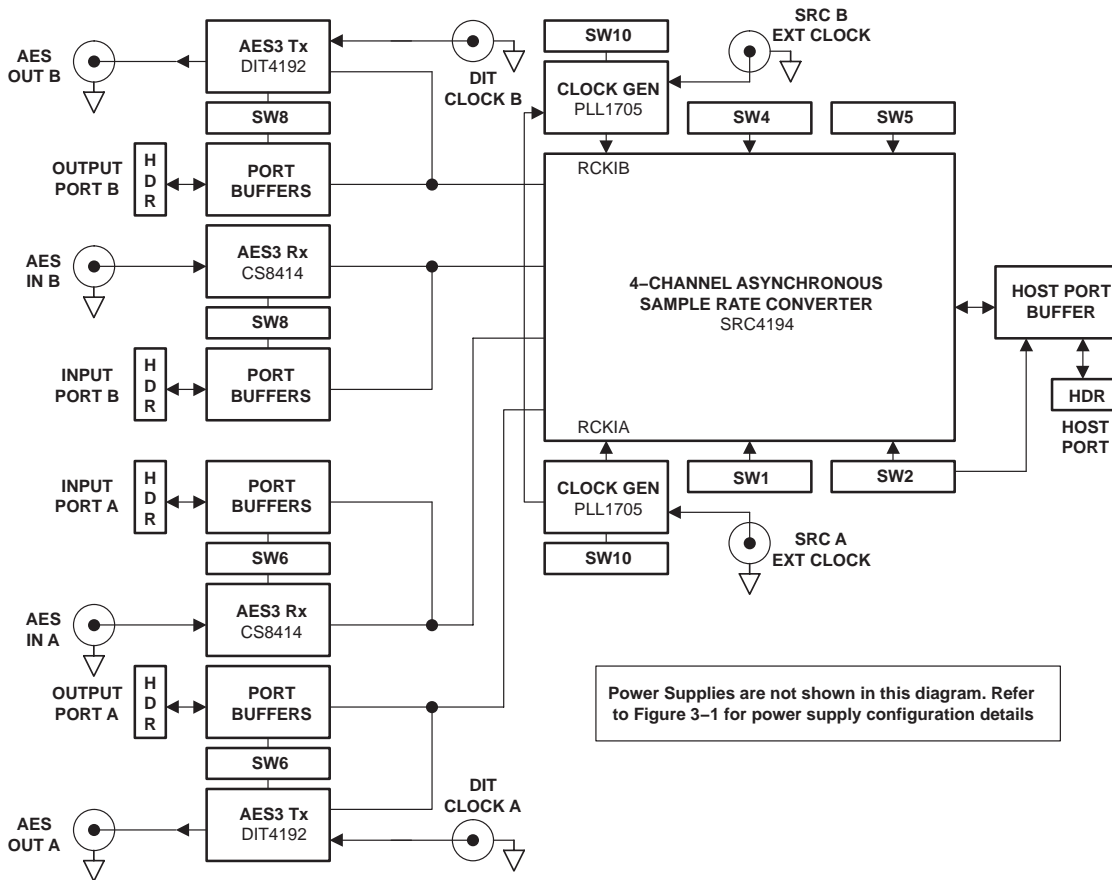 AES
OUT B
AES3 Tx
DIT4192
DIT
CLOCK B
SW8
OUTPUT
PORT B
H
D
R
PORT
BUFFERS
AES
IN B
AES3 Rx
CS8414
SW8
INPUT
PORT B
H
D
R
PORT
BUFFERS
INPUT
PORT A
H
D
R
PORT
BUFFERS
SW6
AES
IN A
AES3 Rx
CS8414
OUTPUT
PORT A
H
D
R
PORT
BUFFERS
SW6
AES
OUT A
AES3 Tx
DIT4192
DIT
CLOCK A
SW10
CLOCK GEN
PLL1705
SRC B
EXT CLOCK
SW4
SW5
RCKIB
4–CHANNEL ASYNCHRONOUS
SAMPLE RATE CONVERTER
SRC4194
RCKIA
HOST PORT
BUFFER
HDR
HOST
PORT
CLOCK GEN
PLL1705
SW1
SW2
SW10
SRC A
EXT CLOCK
Power Supplies are not shown in this diagram. Refer
to Figure 3–1 for power supply configuration details